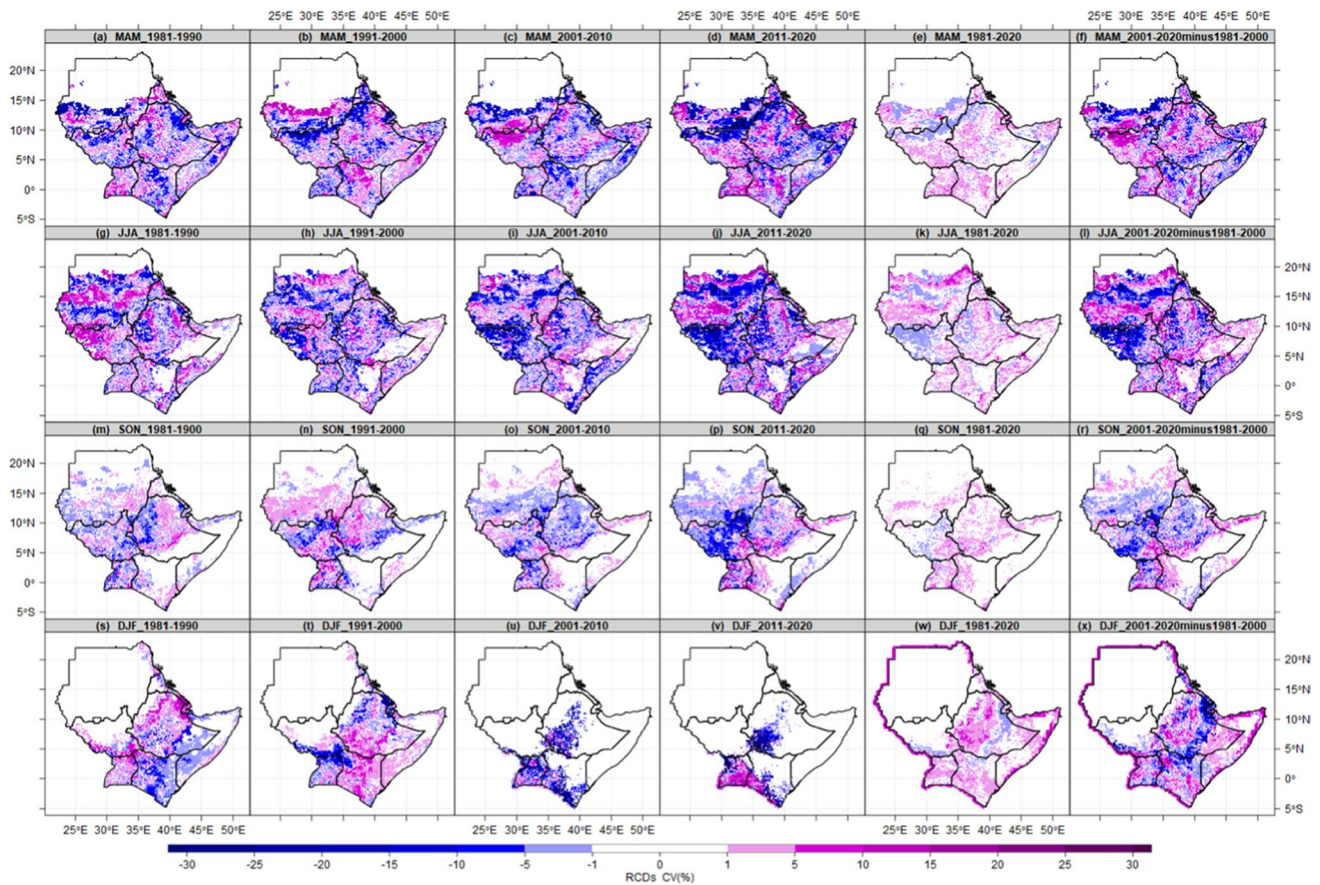 25°E 30°E 35°E 40°E 45°E 50°E 25°E 30°E 35°E 40°E 45°E 50°E 25°E 30°E 35°E 40°E 45°E 50°E
(a) MAM_1981-1990 (b) MAM_1991-2000 (c) MAM_2001-2010 (d) MAM_2011-2020 (e) MAM_1981-2020 (f) MAM_2001-2020minus1981-2000
20°N
15°N
10°N
5°N
0°
5°S
(g) JJA_1981-1990 (h) JJA_1991-2000 (i) JJA_2001-2010 (j) JJA_2011-2020 (k) JJA_1981-2020 (l) JJA_2001-2020minus1981-2000
20°N
15°N
10°N
5°N
0°
5°S
(m) SON_1981-1900 (n) SON_1991-2000 (o) SON_2001-2010 (p) SON_2011-2020 (q) SON_1981-2020 (r) SON_2001-2020minus1981-2000
20°N
15°N
10°N
5°N
0°
5°S
(s) DJF_1981-1990 (t) DJF_1991-2000 (u) DJF_2001-2010 (v) DJF_2011-2020 (w) DJF_1981-2020 (x) DJF_2001-2020minus1981-2000
20°N
15°N
10°N
5°N
0°
5°S
25°E 30°E 35°E 40°E 45°E 50°E 25°E 30°E 35°E 40°E 45°E 50°E 25°E 30°E 35°E 40°E 45°E 50°E
-30 -25 -20 -15 -10 -5 -1 0 1 5 10 15 20 25 30
RCDs CV(%)